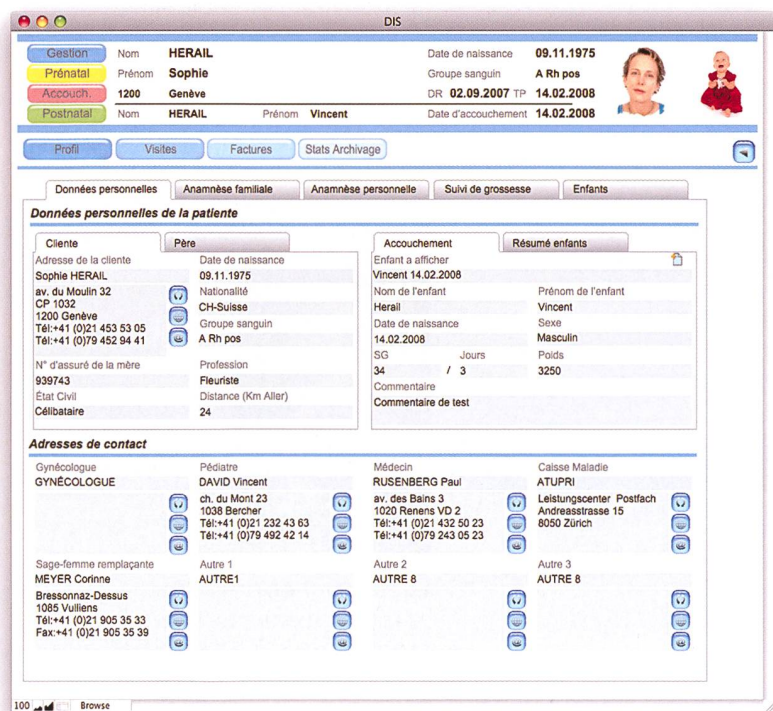 DIS
Gestion Nom HERAIL Date de naissance 09.11.1975
Prénatal Prénom Sophie Groupe sanguin A Rh pos
Accouch. 1200 Genève DR 02.09.2007 TP 14.02.2008
Postnatal Nom HERAIL Prénom Vincent Date d'accouchement 14.02.2008
Profil Visites Factures Stats Archivage
Données personnelles Anamnèse familiale Anamnèse personnelle Suivi de grossesse Enfants
Données personnelles de la patiente
Cliente Père
Adresse de la cliente Date de naissance
Sophie HERAIL 09.11.1975
av. du Moulin 32 Nationalité
CP 1032 CH-Suisse
1200 Genève Groupe sanguin
Tél:+41 (0)21 453 53 05 A Rh pos
Tél:+41 (0)79 452 94 41
N° d'assuré de la mère Profession
939743 Fleuriste
État Civil Distance (Km Aller)
Célibataire 24
Accouchement Résumé enfants
Enfant a afficher
Vincent 14.02.2008
Nom de l'enfant Prénom de l'enfant
Herail Vincent
Date de naissance Sexe
14.02.2008 Masculin
SG Jours Poids
34 / 3 3250
Commentaire
Commentaire de test
Adresses de contact
Gynécologue
GYNÉCOLOGUE
Pédiatre
DAVID Vincent
ch. du Mont 23
1038 Bercher
Tél:+41 (0)21 232 43 63
Tél:+41 (0)79 492 42 14
Médecin
RUSENBERG Paul
av. des Bains 3
1020 Renens VD 2
Tél:+41 (0)21 432 50 23
Tél:+41 (0)79 243 05 23
Caisse Maladie
ATUPRI
Leistungscenter Postfach
Andreasstrasse 15
8050 Zürich
Sage-femme remplaçante
MEYER Corinne
Bressonnaz-Dessus
1085 Vulliens
Tél:+41 (0)21 905 35 33
Fax:+41 (0)21 905 35 39
Autre 1
AUTRE1
Autre 2
AUTRE 8
Autre 3
AUTRE 8
100 Browse